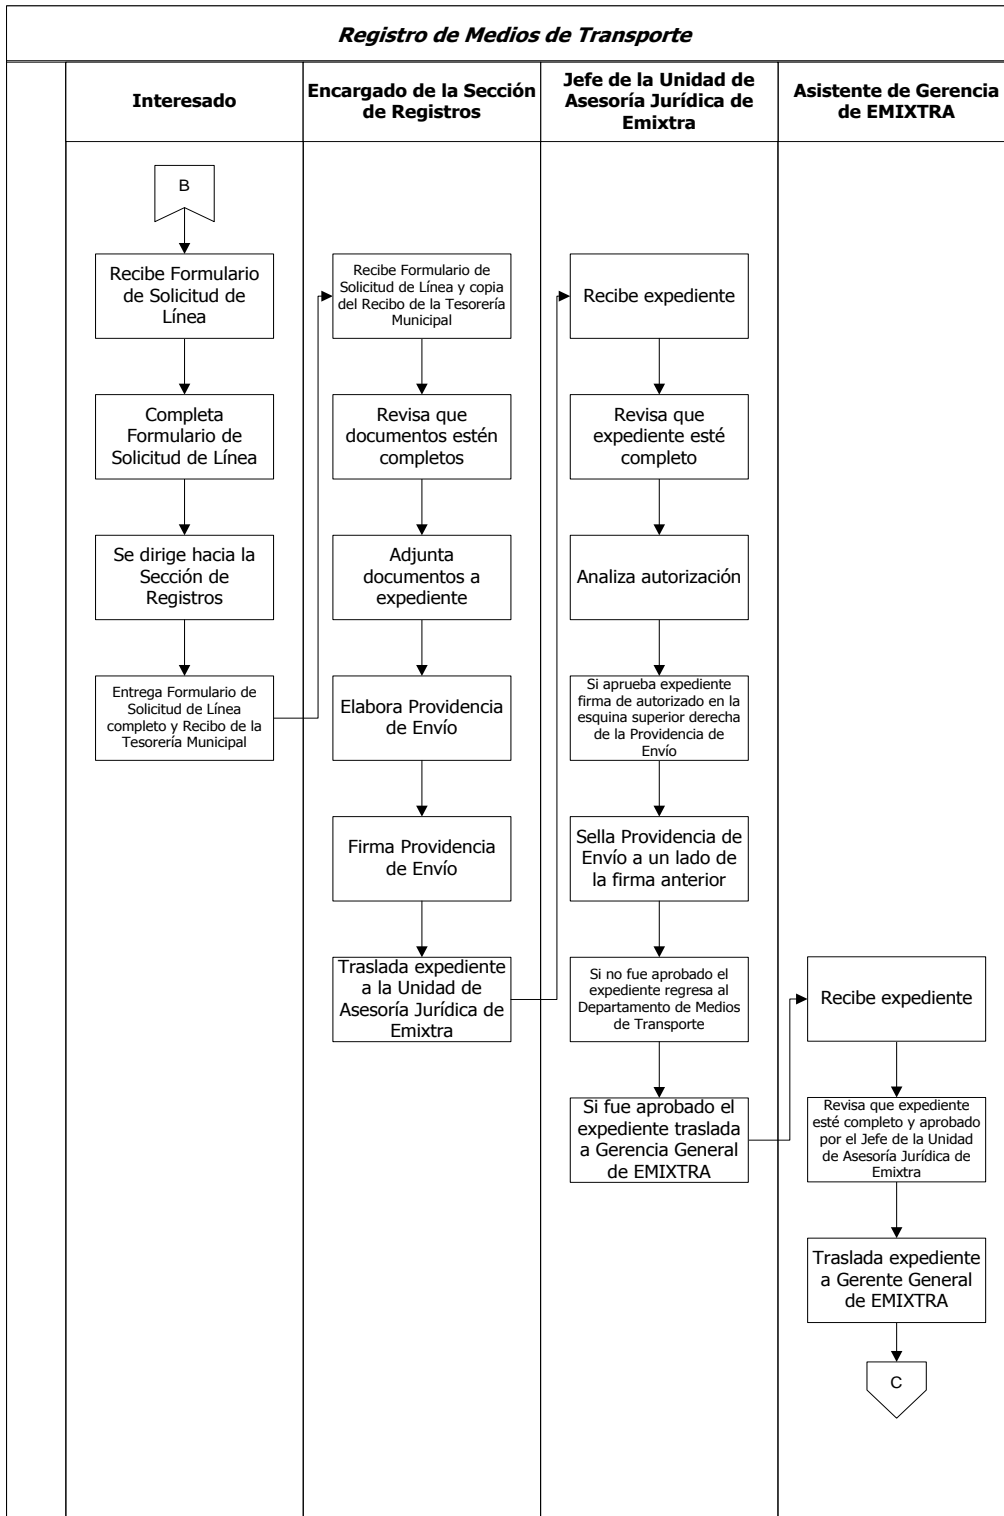 Registro de Medios de Transporte
Interesado
Encargado de la Sección
de Registros
Jefe de la Unidad de
Asesoría Jurídica de
Emixtra
Asistente de Gerencia
de EMIXTRA
B
Recibe Formulario
de Solicitud de
Línea
Completa
Formulario de
Solicitud de Línea
Se dirige hacia la
Sección de
Registros
Entrega Formulario de
Solicitud de Línea
completo y Recibo de la
Tesorería Municipal
Recibe Formulario de
Solicitud de Línea y copia
del Recibo de la Tesorería
Municipal
Revisa que
documentos estén
completos
Adjunta
documentos a
expediente
Elabora Providencia
de Envío
Firma Providencia
de Envío
Traslada expediente
a la Unidad de
Asesoría Jurídica de
Emixtra
Recibe expediente
Revisa que
expediente esté
completo
Analiza autorización
Si aprueba expediente
firma de autorizado en la
esquina superior derecha
de la Providencia de
Envío
Sella Providencia de
Envío a un lado de
la firma anterior
Si no fue aprobado el
expediente regresa al
Departamento de Medios
de Transporte
Si fue aprobado el
expediente traslada
a Gerencia General
de EMIXTRA
Recibe expediente
Revisa que expediente
esté completo y aprobado
por el Jefe de la Unidad
de Asesoría Jurídica de
Emixtra
Traslada expediente
a Gerente General
de EMIXTRA
C